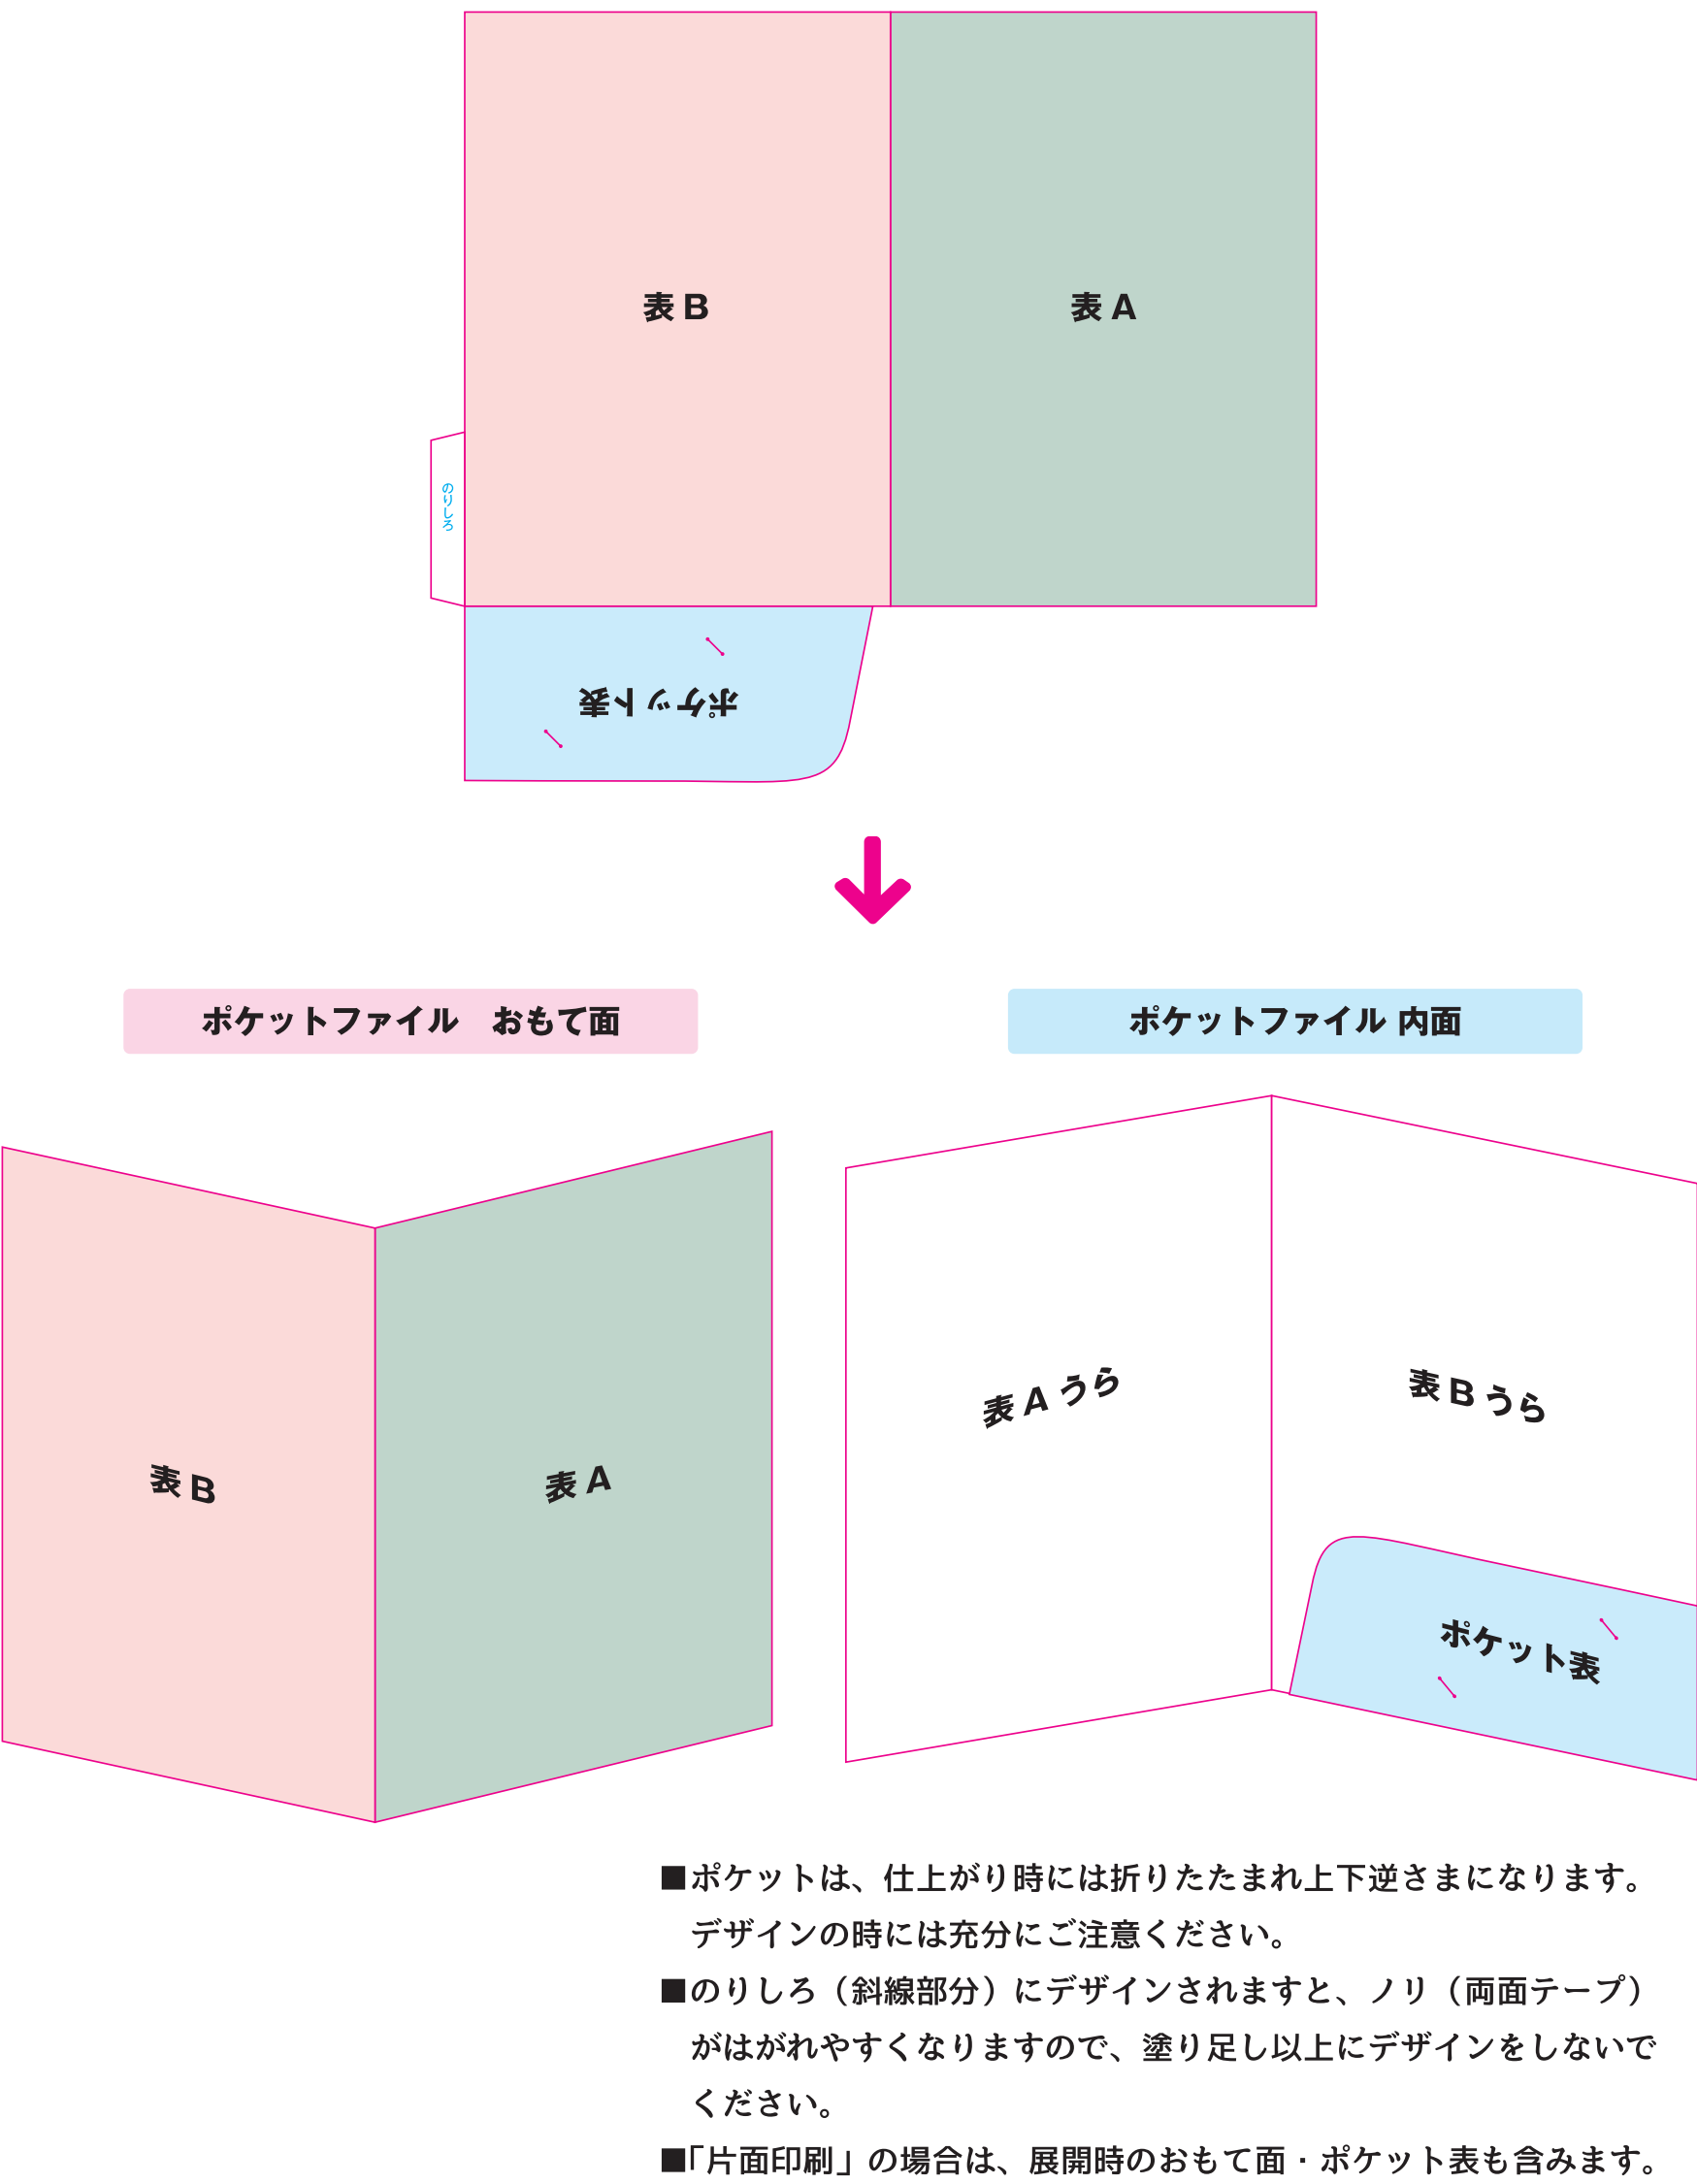 表 B
表 A
のりしろ
ポケット表
ポケットファイル　おもて面
ポケットファイル 内面
表 B
表 A
表 A うら
表 B うら
ポケット表
■ポケットは、仕上がり時には折りたたまれ上下逆さまになります。
デザインの時には充分にご注意ください。
■のりしろ（斜線部分）にデザインされますと、ノリ（両面テープ）
がはがれやすくなりますので、塗り足し以上にデザインをしないで
ください。
■「片面印刷」の場合は、展開時のおもて面・ポケット表も含みます。